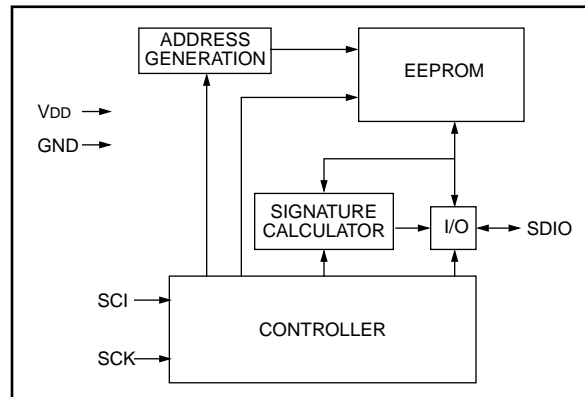 ADDRESS
GENERATION
EEPROM
VDD
GND
SIGNATURE
CALCULATOR
I/O
SDIO
SCI
CONTROLLER
SCK